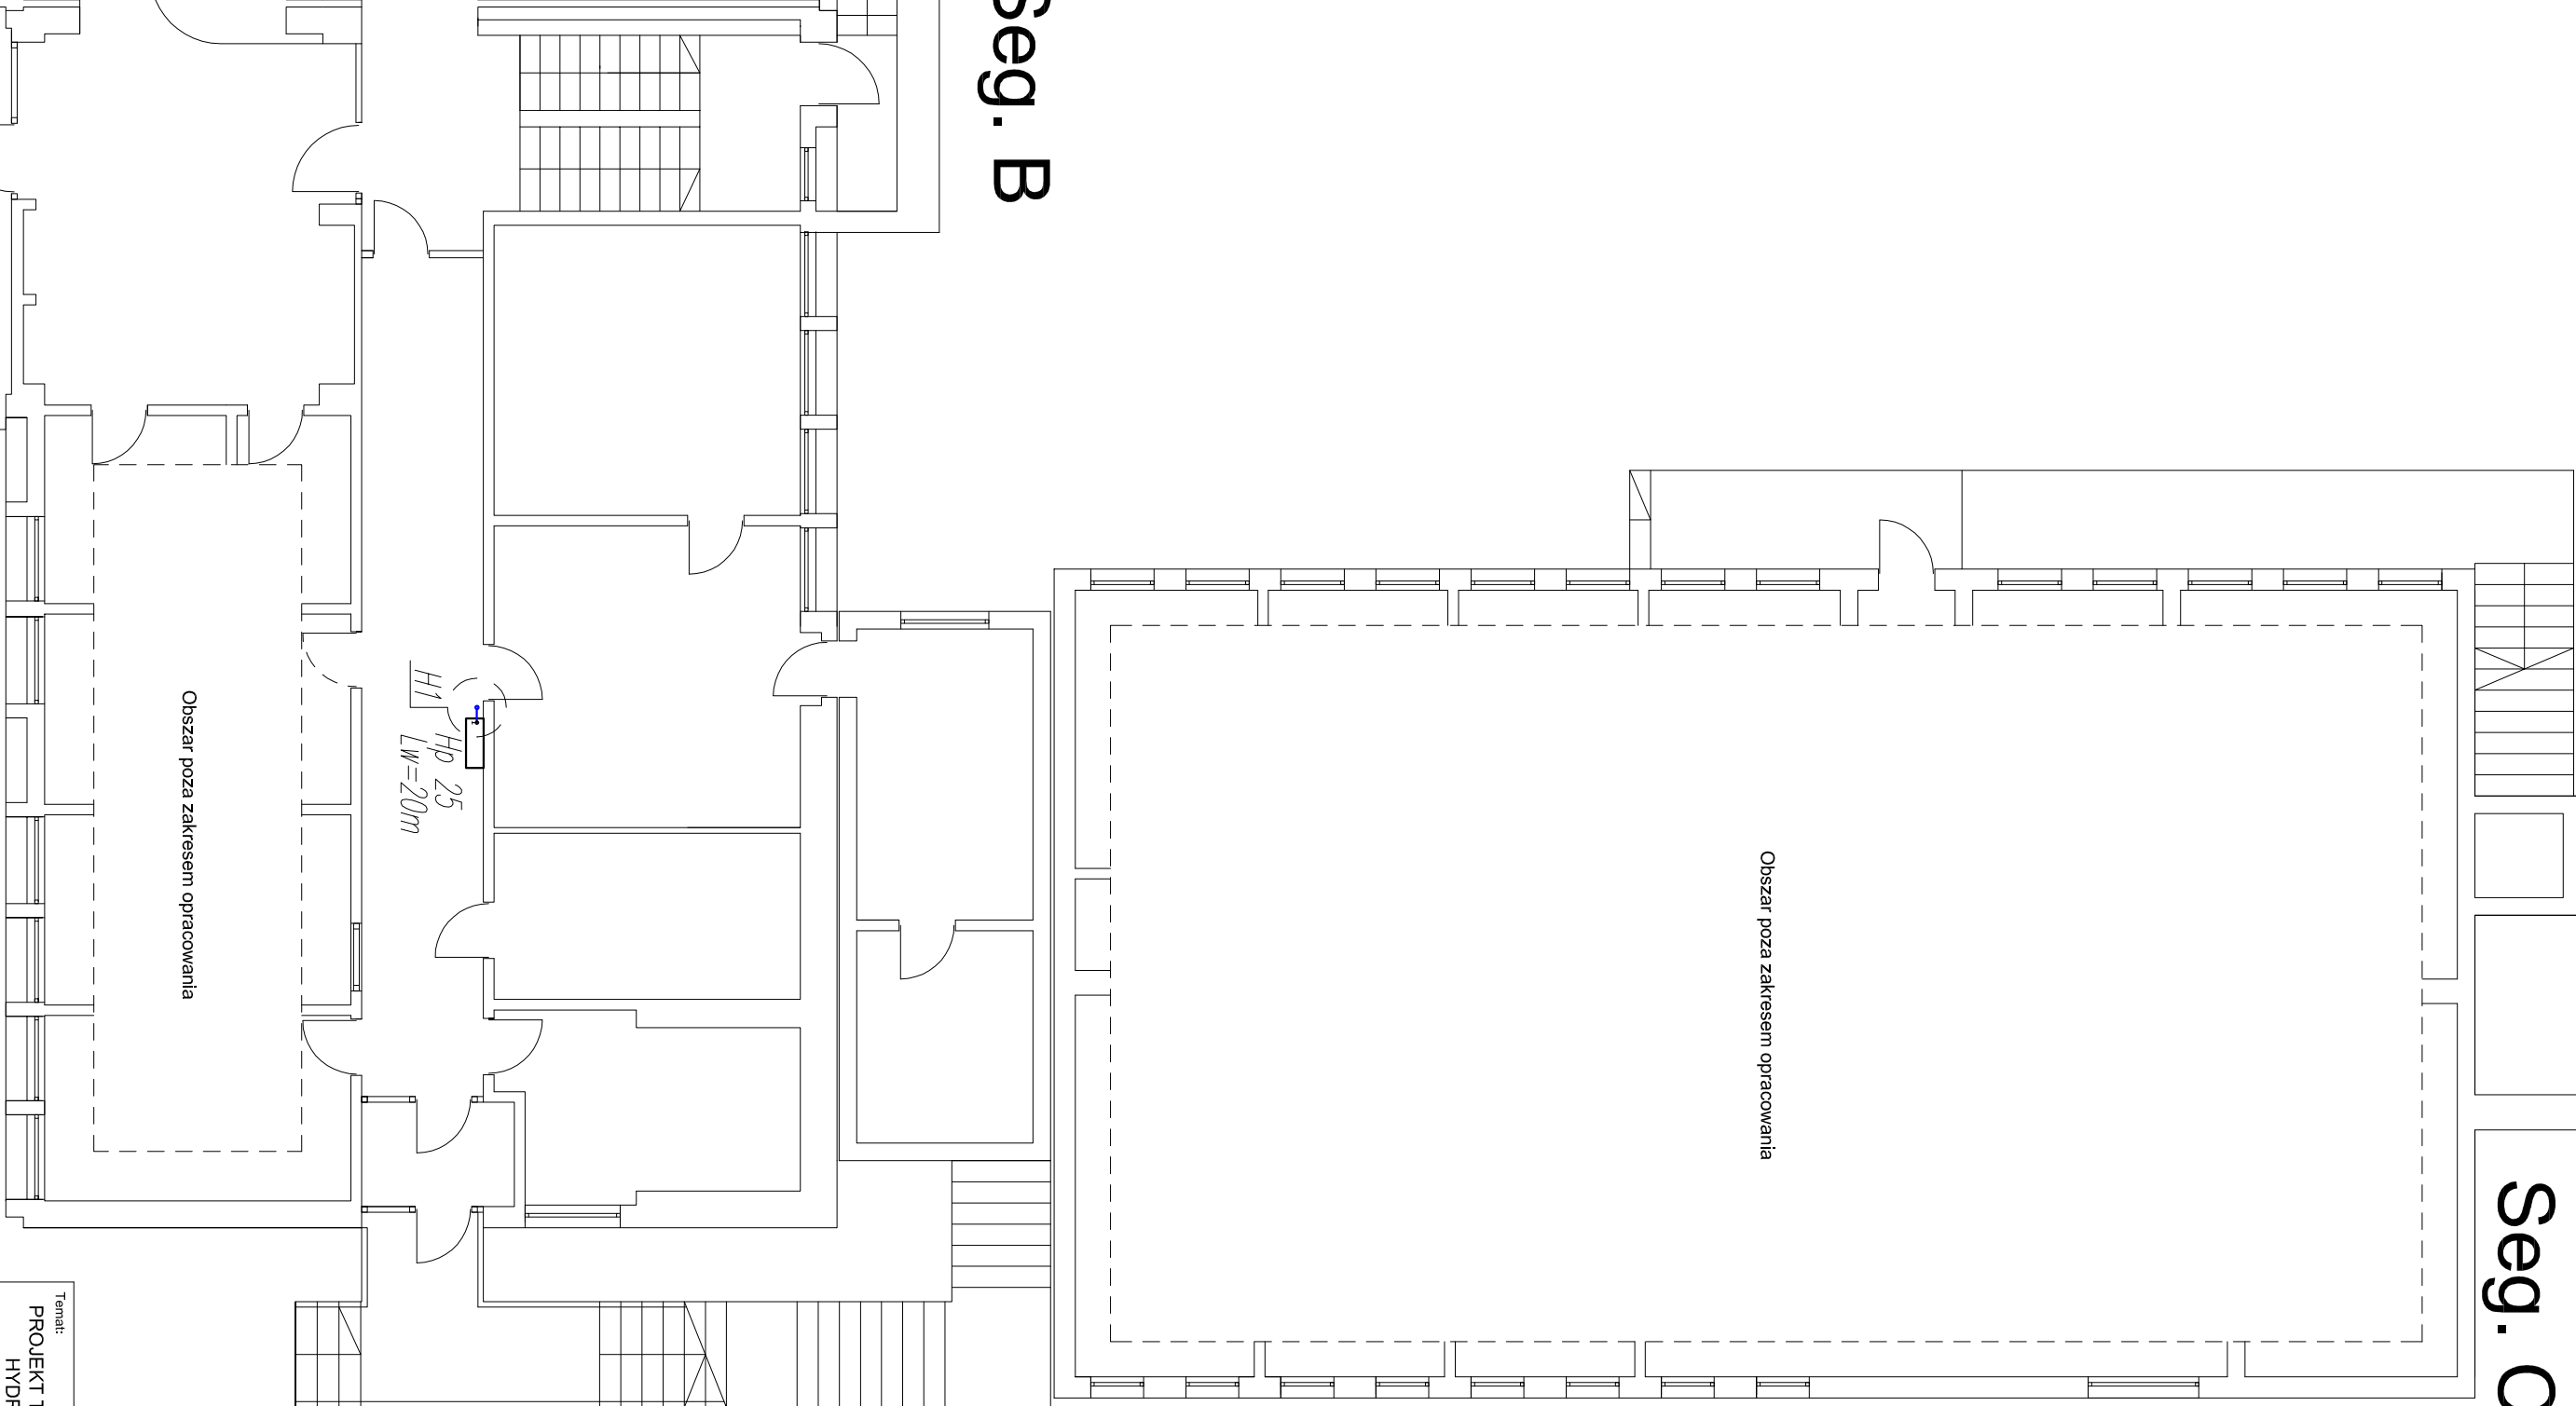 Seg. B
H1
Hp 25
Lw=20m
Obszar poza zakresem opracowania
Obszar poza zakresem opracowania
Seg. C
Temat:
PROJEKT